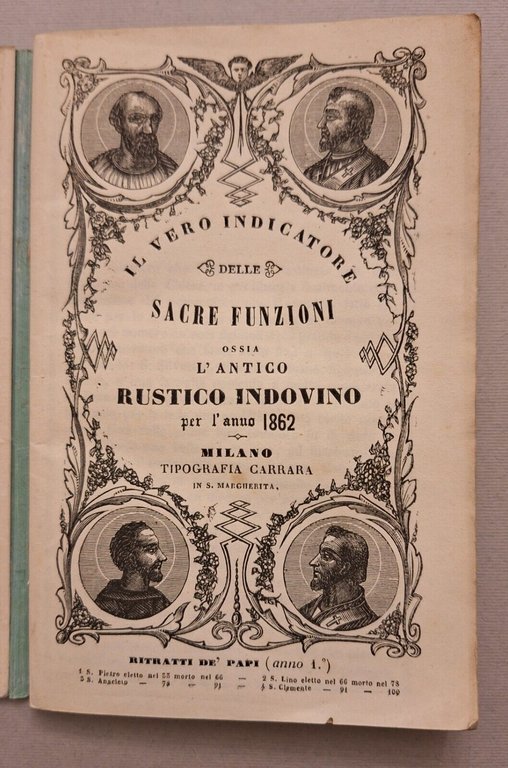 IL VERO INDICATORE
DELLE
SACRE FUNZIONI
OSSIA
L'ANTICO
RUSTICO INDOVINO
per l'anno 1862
MILANO
TIPOGRAFIA CARRARA
IN S. MARGHERITA,
RITRATTI DE' PAPI (anno 1.°)
1 S. Pietro eletto nel 33 morto nel 66 — 2 S. Lino eletto nel 66 morto nel 78
3 S. Anacleto — 78 — 91 — 4 S. Clemente — 91 — 100